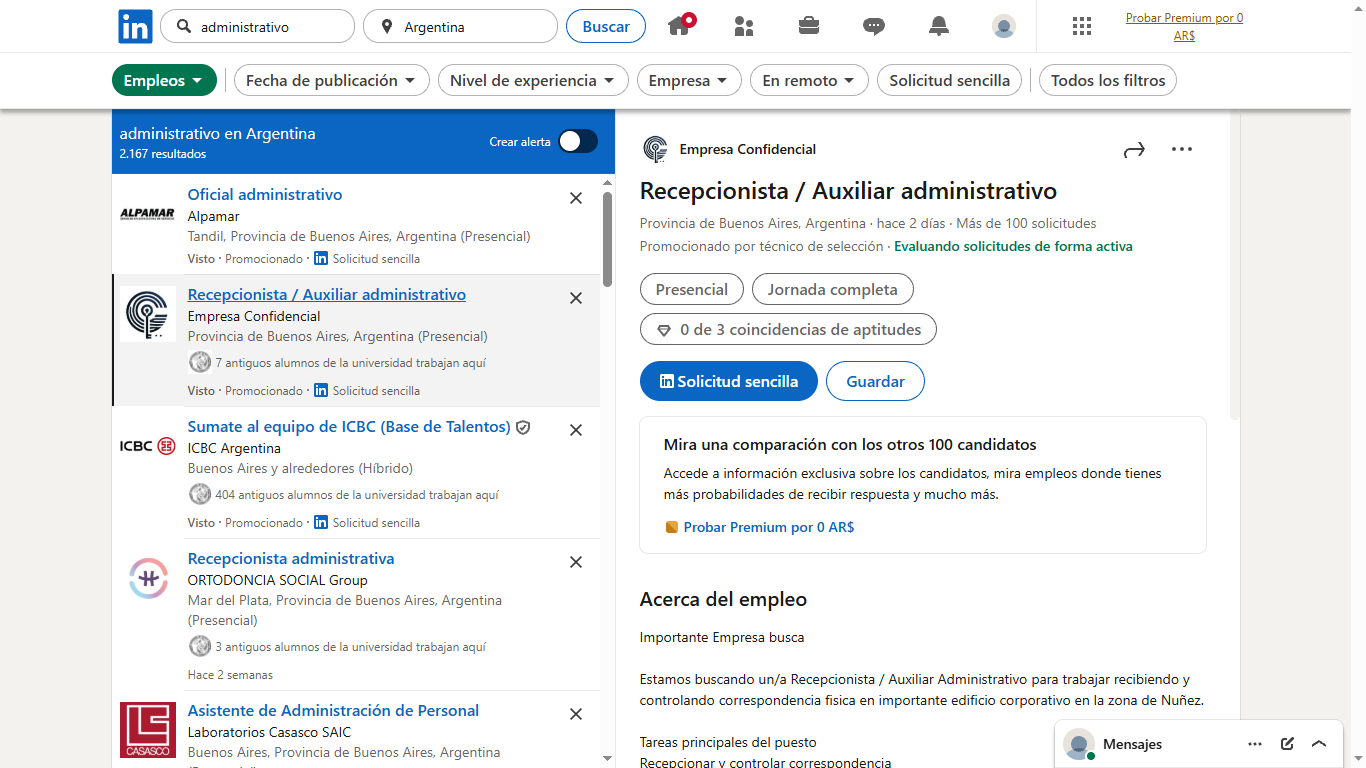 in
administrativo
Argentina
Buscar
Probar Premium por 0
AR$
Empleos
Fecha de publicación
Nivel de experiencia
Empresa
En remoto
Solicitud sencilla
Todos los filtros
administrativo en Argentina
2.167 resultados
Crear alerta
ALPAMAR
Oficial administrativo
Alpamar
Tandil, Provincia de Buenos Aires, Argentina (Presencial)
Visto · Promocionado · in Solicitud sencilla
Recepcionista / Auxiliar administrativo
Empresa Confidencial
Provincia de Buenos Aires, Argentina (Presencial)
7 antiguos alumnos de la universidad trabajan aquí
Visto · Promocionado · in Solicitud sencilla
ICBC
Sumate al equipo de ICBC (Base de Talentos)
ICBC Argentina
Buenos Aires y alrededores (Híbrido)
404 antiguos alumnos de la universidad trabajan aquí
Visto · Promocionado · in Solicitud sencilla
Recepcionista administrativa
ORTODONCIA SOCIAL Group
Mar del Plata, Provincia de Buenos Aires, Argentina
(Presencial)
3 antiguos alumnos de la universidad trabajan aquí
Hace 2 semanas
CASASCO
Asistente de Administración de Personal
Laboratorios Casasco SAIC
Buenos Aires, Provincia de Buenos Aires, Argentina
Empresa Confidencial
Recepcionista / Auxiliar administrativo
Provincia de Buenos Aires, Argentina · hace 2 días · Más de 100 solicitudes
Promocionado por técnico de selección · Evaluando solicitudes de forma activa
Presencial
Jornada completa
0 de 3 coincidencias de aptitudes
in Solicitud sencilla
Guardar
Mira una comparación con los otros 100 candidatos
Accede a información exclusiva sobre los candidatos, mira empleos donde tienes
más probabilidades de recibir respuesta y mucho más.
Probar Premium por 0 AR$
Acerca del empleo
Importante Empresa busca
Estamos buscando un/a Recepcionista / Auxiliar Administrativo para trabajar recibiendo y
controlando correspondencia fisica en importante edificio corporativo en la zona de Nuñez.
Tareas principales del puesto
Recepcionar y controlar correspondencia
Mensajes